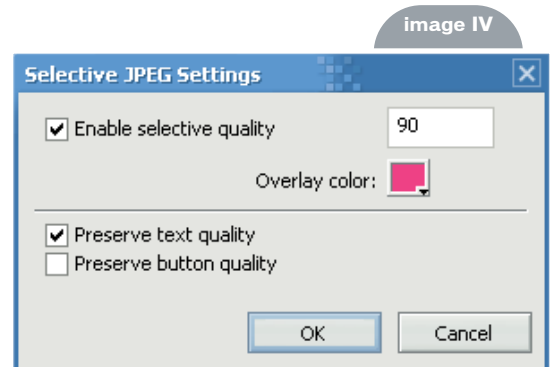 image IV
Selective JPEG Settings
Enable selective quality 90
Overlay color:
Preserve text quality
Preserve button quality
OK Cancel